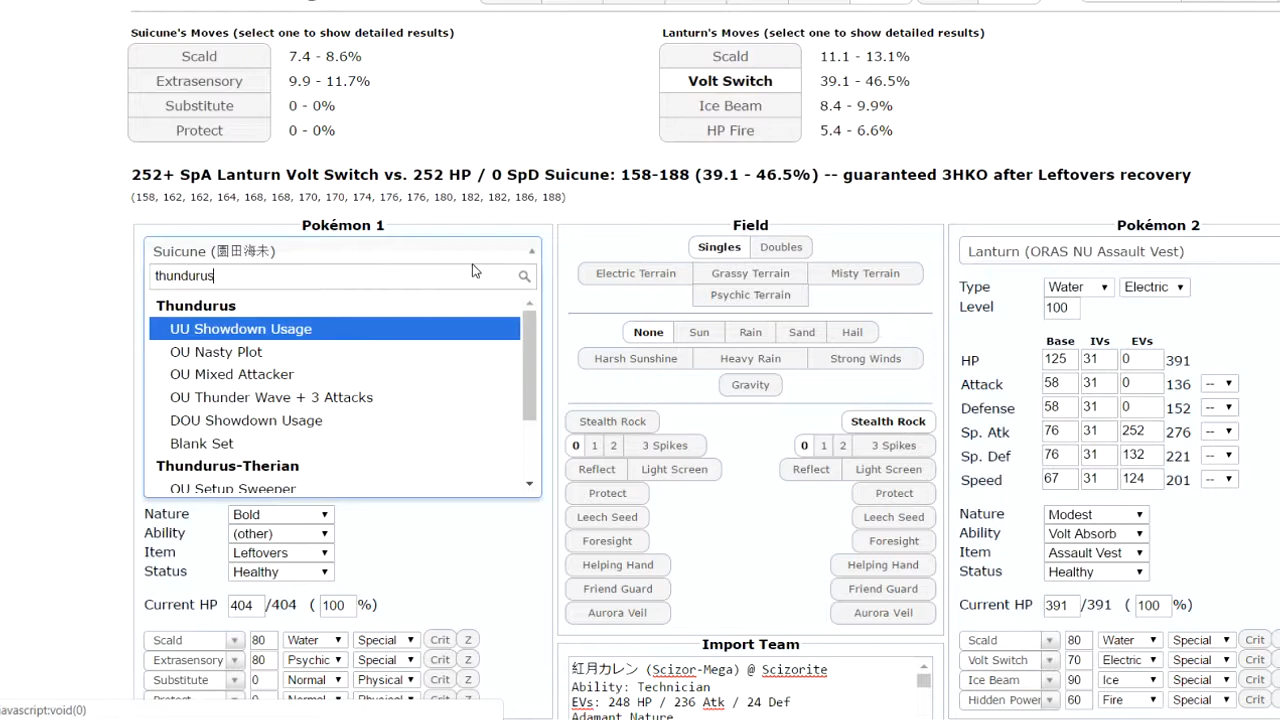 Suicune's Moves (select one to show detailed results)
Scald 7.4 - 8.6%
Extrasensory 9.9 - 11.7%
Substitute 0 - 0%
Protect 0 - 0%
Lanturn's Moves (select one to show detailed results)
Scald 11.1 - 13.1%
Volt Switch 39.1 - 46.5%
Ice Beam 8.4 - 9.9%
HP Fire 5.4 - 6.6%
252+ SpA Lanturn Volt Switch vs. 252 HP / 0 SpD Suicune: 158-188 (39.1 - 46.5%) -- guaranteed 3HKO after Leftovers recovery
(158, 162, 162, 164, 168, 168, 170, 170, 174, 176, 176, 180, 182, 182, 186, 188)
Pokémon 1
Suicune (園田海未)
thundurus
Thundurus
UU Showdown Usage
OU Nasty Plot
OU Mixed Attacker
OU Thunder Wave + 3 Attacks
DOU Showdown Usage
Blank Set
Thundurus-Therian
OU Setup Sweeper
Nature Bold
Ability (other)
Item Leftovers
Status Healthy
Current HP 404 /404 ( 100 %)
Scald 80 Water Special Crit Z
Extrasensory 80 Psychic Special Crit Z
Substitute 0 Normal Physical Crit Z
Protect 0 Normal Physical Crit Z
Field
Singles Doubles
Electric Terrain Grassy Terrain Misty Terrain
Psychic Terrain
None Sun Rain Sand Hail
Harsh Sunshine Heavy Rain Strong Winds
Gravity
Stealth Rock Stealth Rock
0 1 2 3 Spikes 0 1 2 3 Spikes
Reflect Light Screen Reflect Light Screen
Protect Protect
Leech Seed Leech Seed
Foresight Foresight
Helping Hand Helping Hand
Friend Guard Friend Guard
Aurora Veil Aurora Veil
Import Team
紅月カレン (Scizor-Mega) @ Scizorite
Ability: Technician
EVs: 248 HP / 236 Atk / 24 Def
Adamant Nature
Pokémon 2
Lanturn (ORAS NU Assault Vest)
Type Water Electric
Level 100
Base IVs EVs
HP 125 31 0 391
Attack 58 31 0 136 --
Defense 58 31 0 152 --
Sp. Atk 76 31 252 276 --
Sp. Def 76 31 132 221 --
Speed 67 31 124 201 --
Nature Modest
Ability Volt Absorb
Item Assault Vest
Status Healthy
Current HP 391 /391 ( 100 %)
Scald 80 Water Special Crit
Volt Switch 70 Electric Special Crit
Ice Beam 90 Ice Special Crit
Hidden Power 60 Fire Special Crit
javascript:void(0)